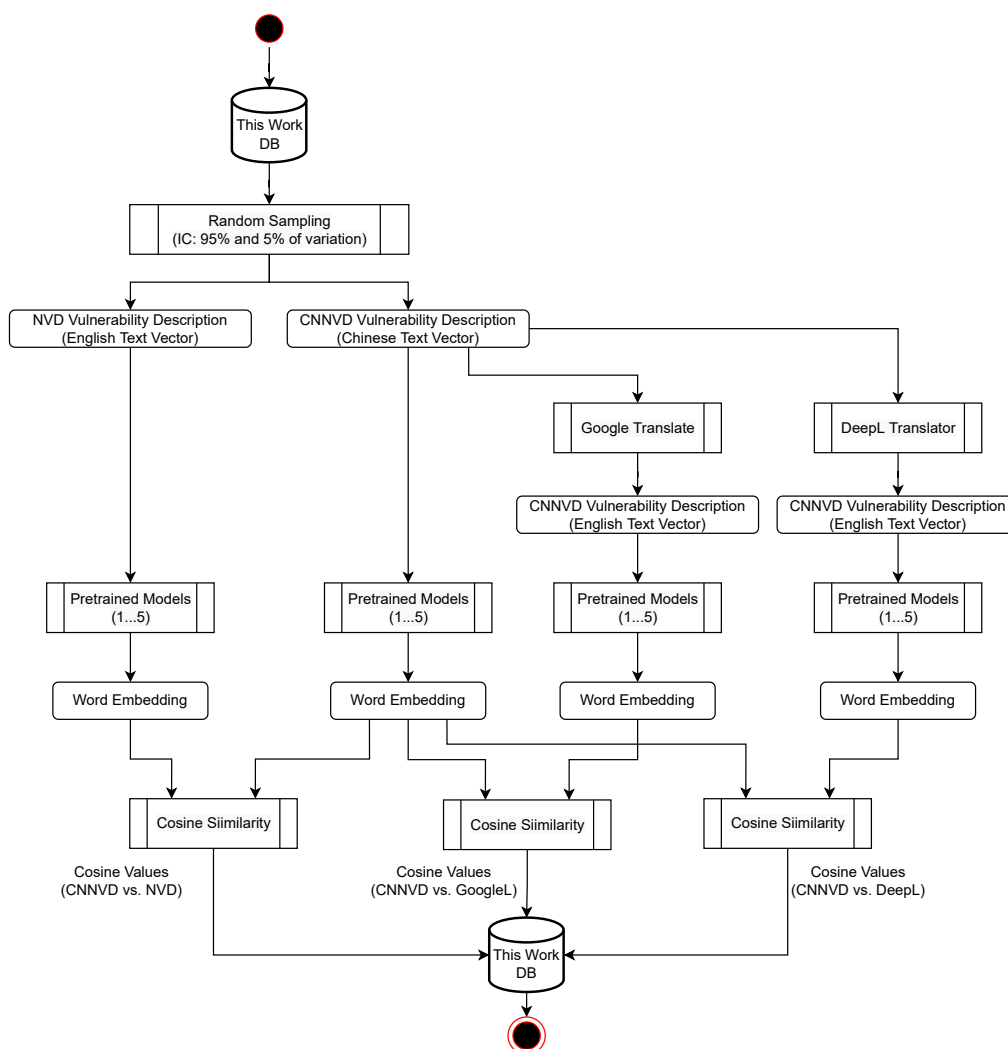 This Work
DB
Random Sampling
(IC: 95% and 5% of variation)
NVD Vulnerability Description
(English Text Vector)
CNNVD Vulnerability Description
(Chinese Text Vector)
Google Translate
DeepL Translator
CNNVD Vulnerability Description
(English Text Vector)
CNNVD Vulnerability Description
(English Text Vector)
Pretrained Models
(1...5)
Pretrained Models
(1...5)
Pretrained Models
(1...5)
Pretrained Models
(1...5)
Word Embedding
Word Embedding
Word Embedding
Word Embedding
Cosine Siimilarity
Cosine Siimilarity
Cosine Siimilarity
Cosine Values
(CNNVD vs. NVD)
Cosine Values
(CNNVD vs. GoogleL)
Cosine Values
(CNNVD vs. DeepL)
This Work
DB